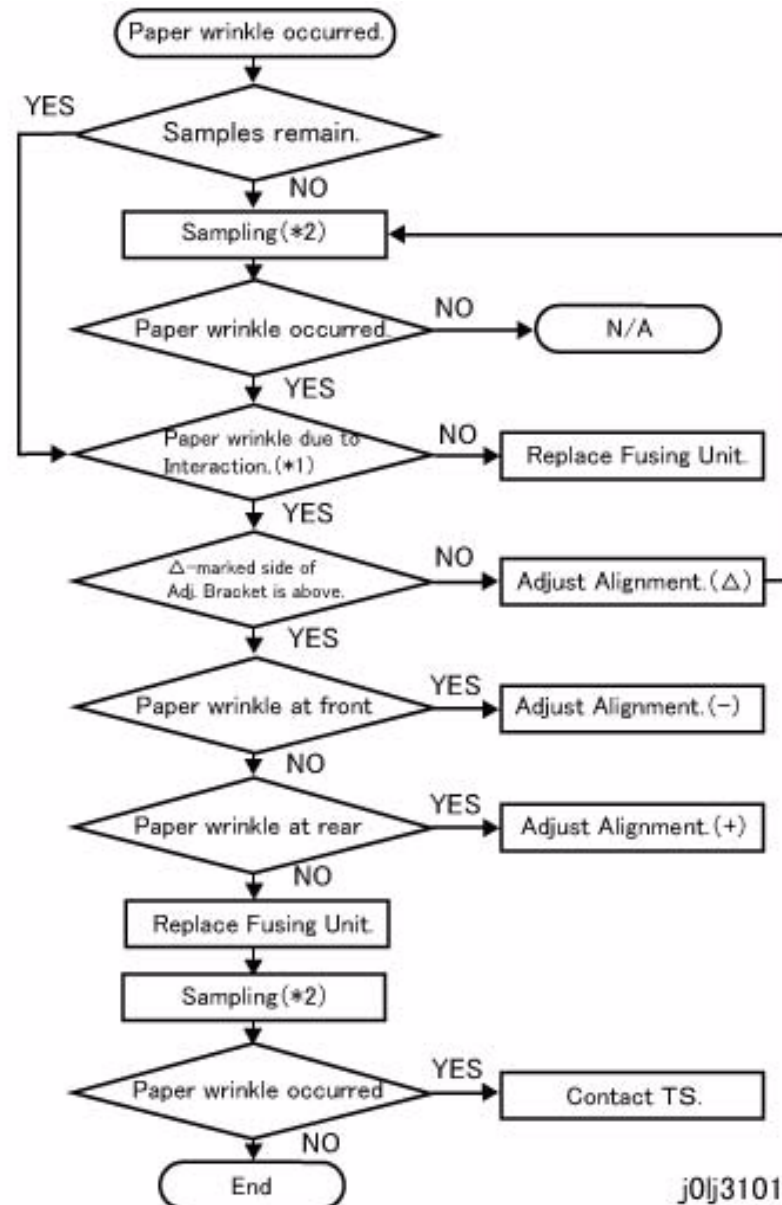 Paper wrinkle occurred.
YES
Samples remain.
NO
Sampling(*2)
Paper wrinkle occurred.
NO
N/A
YES
Paper wrinkle due to
Interaction.(*1)
NO
Replace Fusing Unit.
YES
△-marked side of
Adj. Bracket is above.
NO
Adjust Alignment.(△)
YES
Paper wrinkle at front
YES
Adjust Alignment.(-)
NO
Paper wrinkle at rear
YES
Adjust Alignment.(+)
NO
Replace Fusing Unit.
Sampling(*2)
Paper wrinkle occurred
YES
Contact TS.
NO
End
j0lj3101